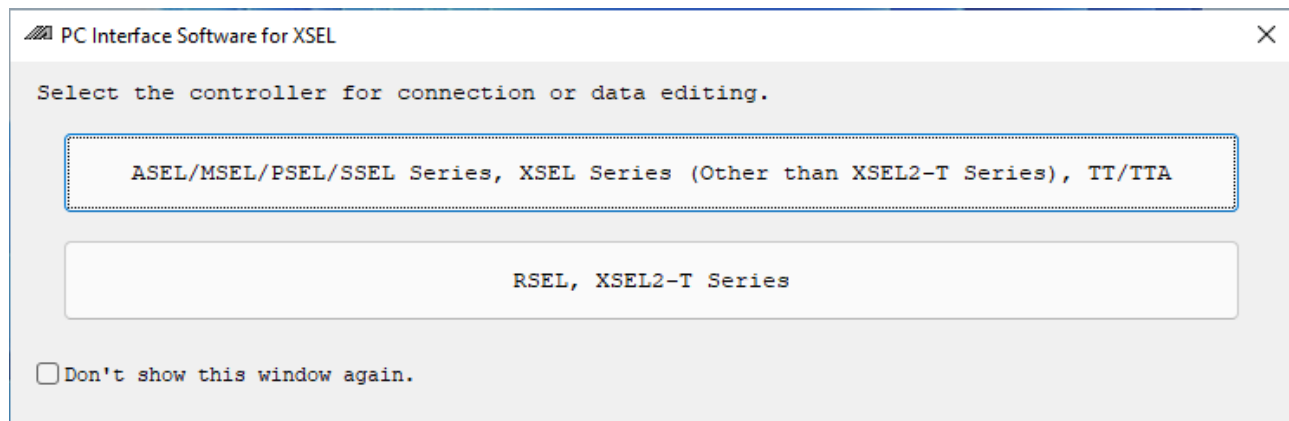 PC Interface Software for XSEL
Select the controller for connection or data editing.
ASEL/MSEL/PSEL/SSEL Series, XSEL Series (Other than XSEL2-T Series), TT/TTA
RSEL, XSEL2-T Series
Don't show this window again.